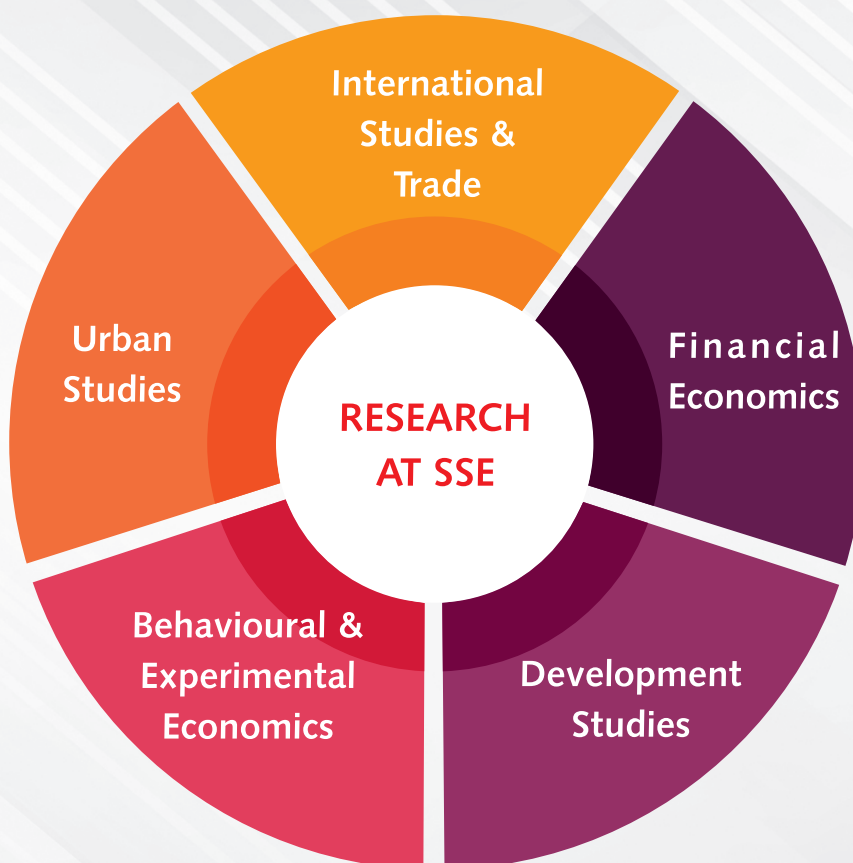 International
Studies &
Trade
Financial
Economics
Development
Studies
Behavioural &
Experimental
Economics
Urban
Studies
RESEARCH
AT SSE